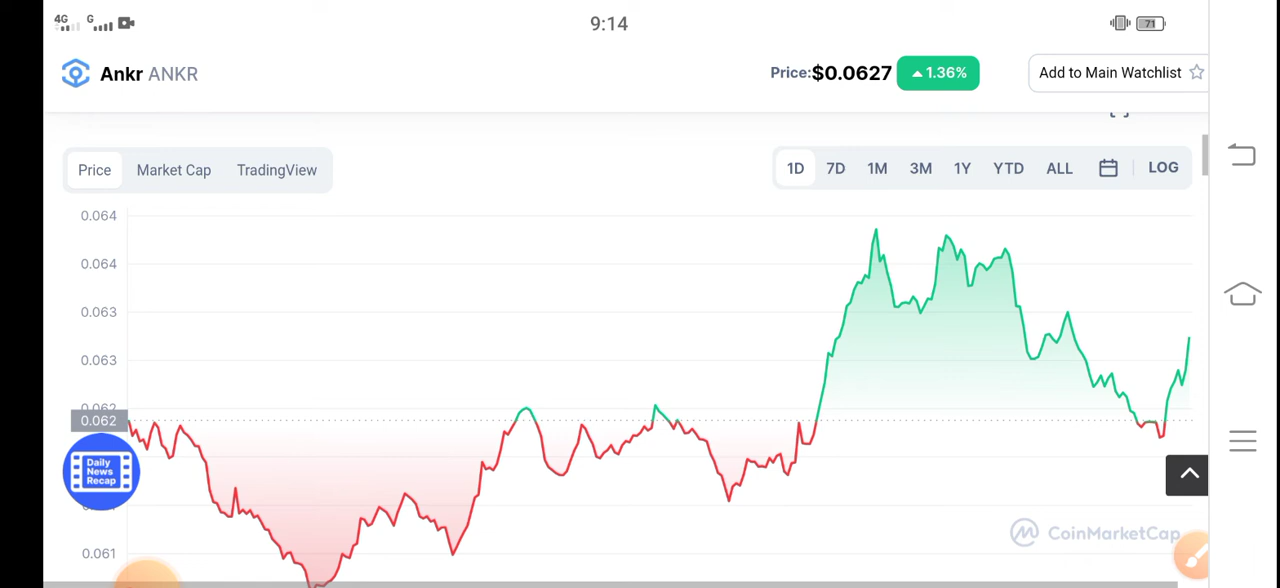 4G G 9:14 71
Ankr ANKR
Price:$0.0627 1.36% Add to Main Watchlist
Price Market Cap TradingView
1D 7D 1M 3M 1Y YTD ALL LOG
0.064
0.064
0.063
0.063
0.062
0.062
Daily
News
Recap
CoinMarketCap
0.061